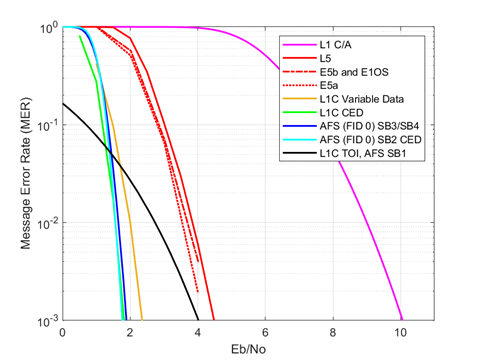 Message Error Rate (MER)
10⁰
10⁻¹
10⁻²
10⁻³
L1 C/A
L5
E5b and E1OS
E5a
L1C Variable Data
L1C CED
AFS (FID 0) SB3/SB4
AFS (FID 0) SB2 CED
L1C TOI, AFS SB1
0 2 4 6 8 10
Eb/No